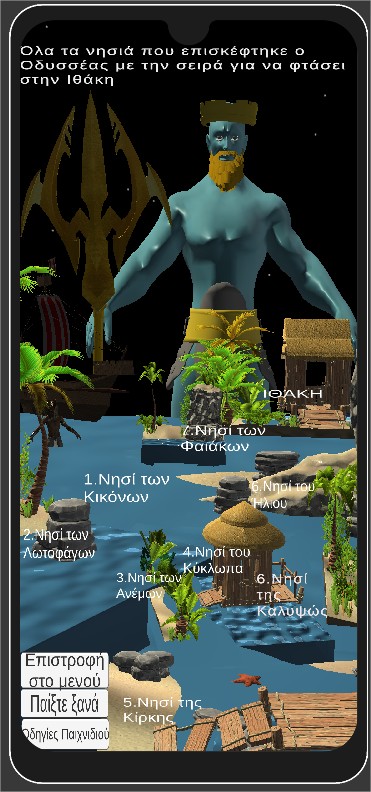 Όλα τα νησιά που επισκέφτηκε ο
Οδυσσέας με την σειρά για να φτάσει
στην Ιθάκη
ΙΘΑΚΗ
7.Νησί των
Φαιάκων
1.Νησί των
Κικόνων
6.Νησί του
Ήλιου
2.Νησί των
Λωτοφάγων
4.Νησί του
Κύκλωπα
3.Νησί των
Ανέμων
6.Νησί
της
Καλυψώς
Επιστροφή
στο μενού
Παίξτε ξανά
Οδηγίες Παιχνιδιού
5.Νησί της
Κίρκης